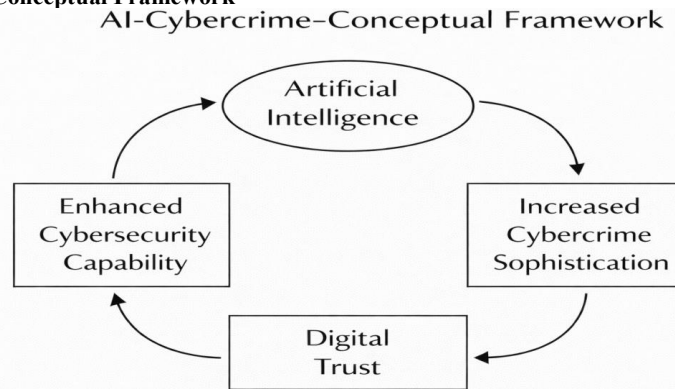 Conceptual Framework
AI-Cybercrime-Conceptual Framework
Artificial
Intelligence
Enhanced
Cybersecurity
Capability
Increased
Cybercrime
Sophistication
Digital
Trust